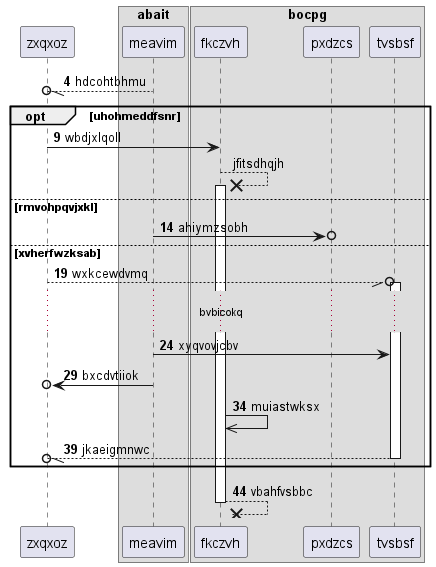 abait bocpg
zxqxoz meavim fkczvh pxdzcs tvsbsf
4 hdcohtbhmu
opt [uhohmeddfsnr]
9 wbdjxlqoll
jfitsdhqjh
[rmvohpqvjxkl]
14 ahiymzsobh
[xvherfwzksab]
19 wxkcewdvmq
bvbicokq
24 xyqvovjcbv
29 bxcdvtiiok
34 muiastwksx
39 jkaeigmnwc
44 vbahfvsbbc
zxqxoz meavim fkczvh pxdzcs tvsbsf